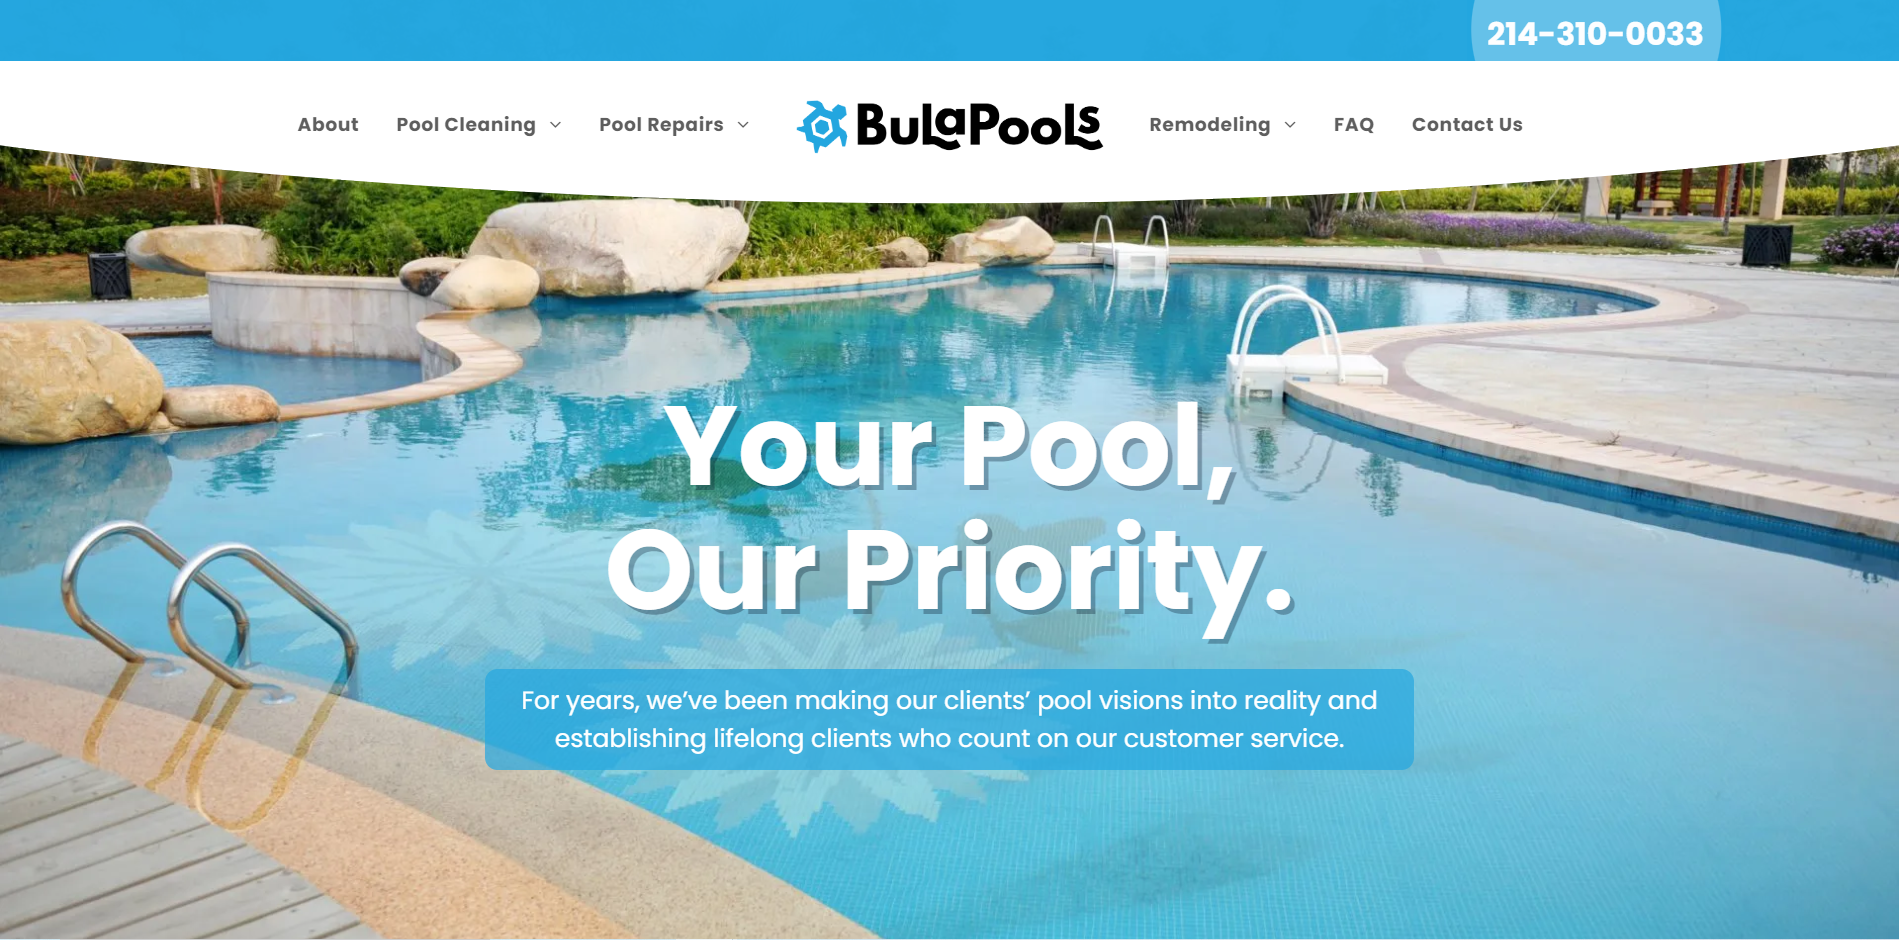 214-310-0033
About
Pool Cleaning
Pool Repairs
BulaPools
Remodeling
FAQ
Contact Us
Your Pool,
Our Priority.
For years, we’ve been making our clients’ pool visions into reality and
establishing lifelong clients who count on our customer service.